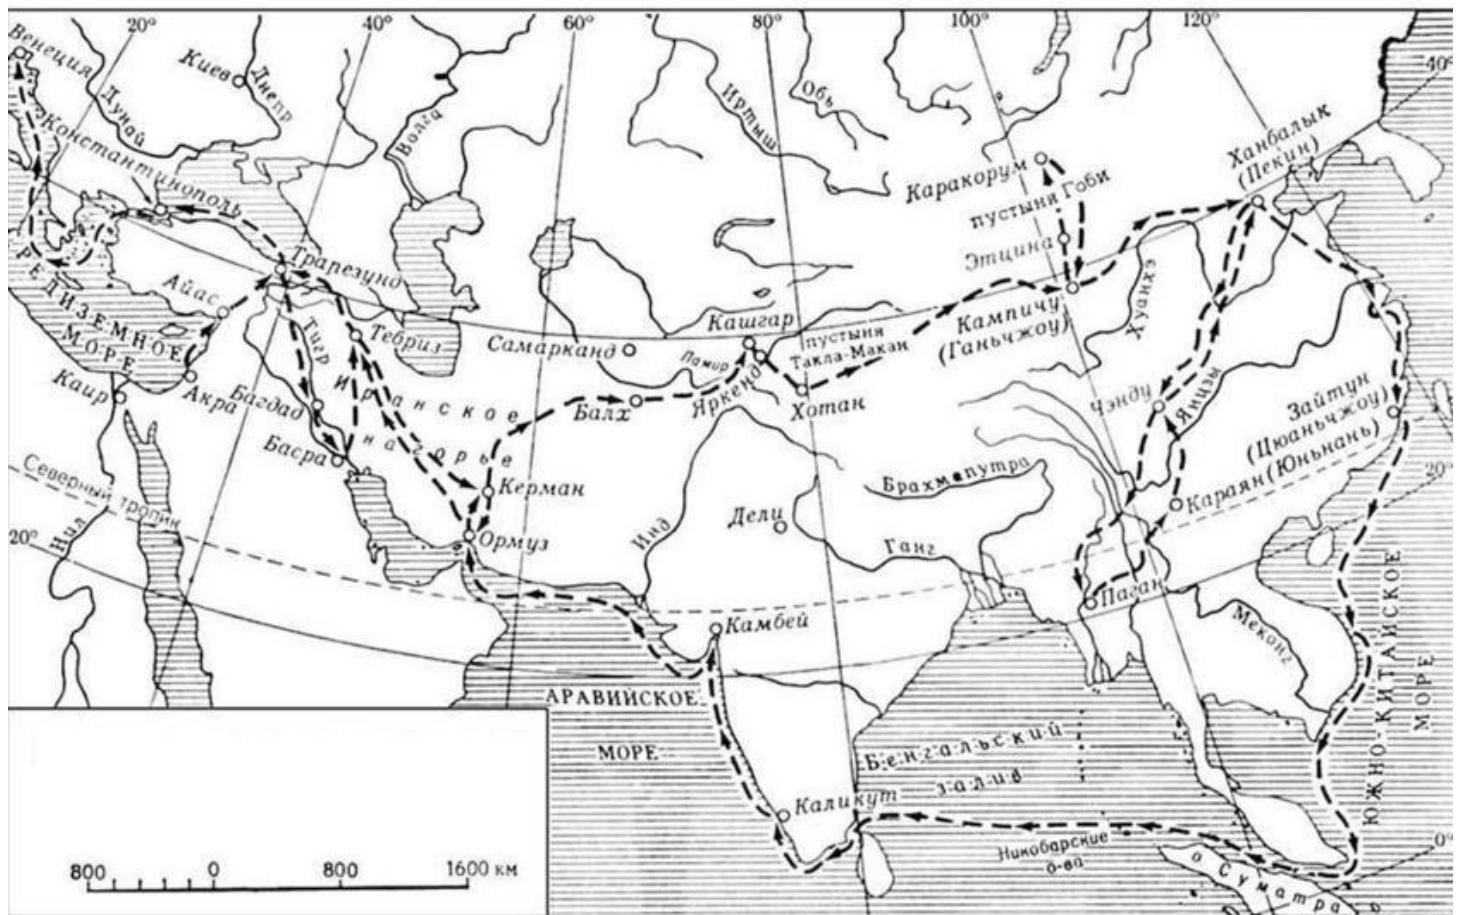 20°
40°
60°
80°
100°
120°
40°
Венеция
Киев
Днепр
Дунай
Волга
Иртыш
Обь
Константинополь
Каракорум
пустыня Гоби
Ханбалык
(Пекин)
Этцина
Трапезунд
Айас
РЕДИЗЕМНОЕ
МОРЕ
Тигр
Тебриз
Самарканд
Кашгар
Памир
пустыня
Такла-Макан
Кампичу
(Ганьчжоу)
Хуанхэ
Каир
Акра
Багдад
Басра
Иранское
нагорье
Балх
Яркенд
Хотан
Чэнду
Янцзы
Зайтун
(Цюаньчжоу)
Караян (Юньнань)
20°
Северный тропик
Нил
20°
Керман
Ормуз
Инд
Дели
Брахмапутра
Ганг
Паган
Меконг
Камбей
АРАВИЙСКОЕ
МОРЕ
Бенгальский
залив
ЮЖНО-КИТАЙСКОЕ
МОРЕ
Каликут
Никобарские
о-ва
о Суматра
0°
800 0 800 1600 км